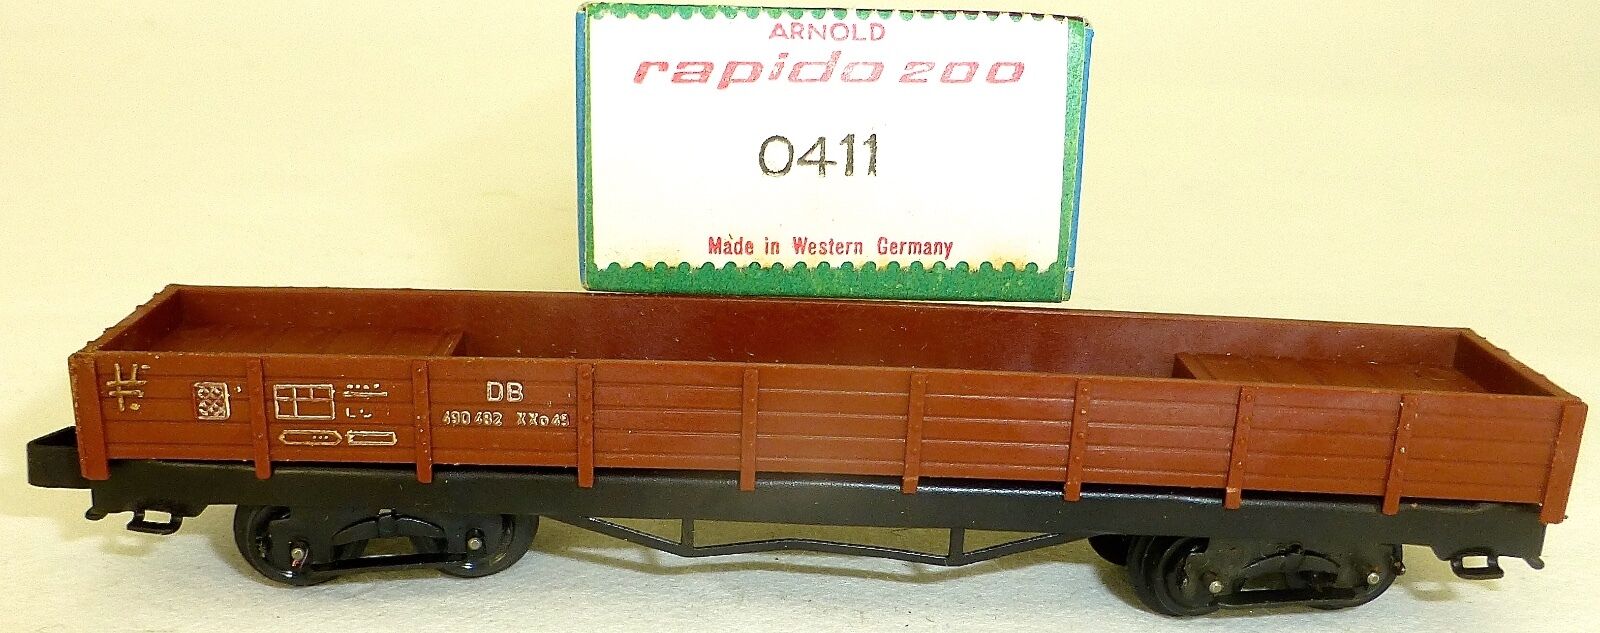 ARNOLD
rapido 200
0411
Made in Western Germany
DB
490 482 XXo 45